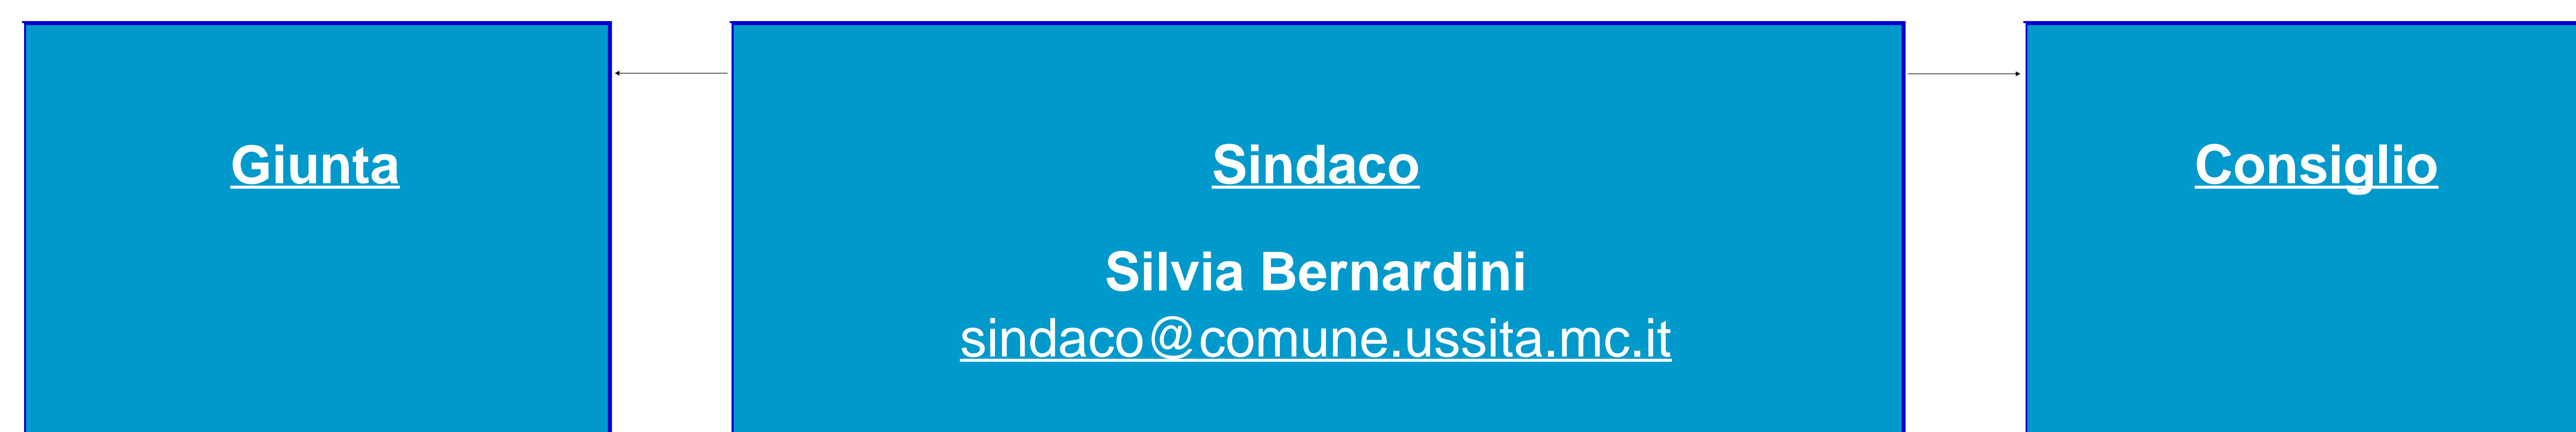 Giunta
Sindaco
Silvia Bernardini
sindaco@comune.ussita.mc.it
Consiglio